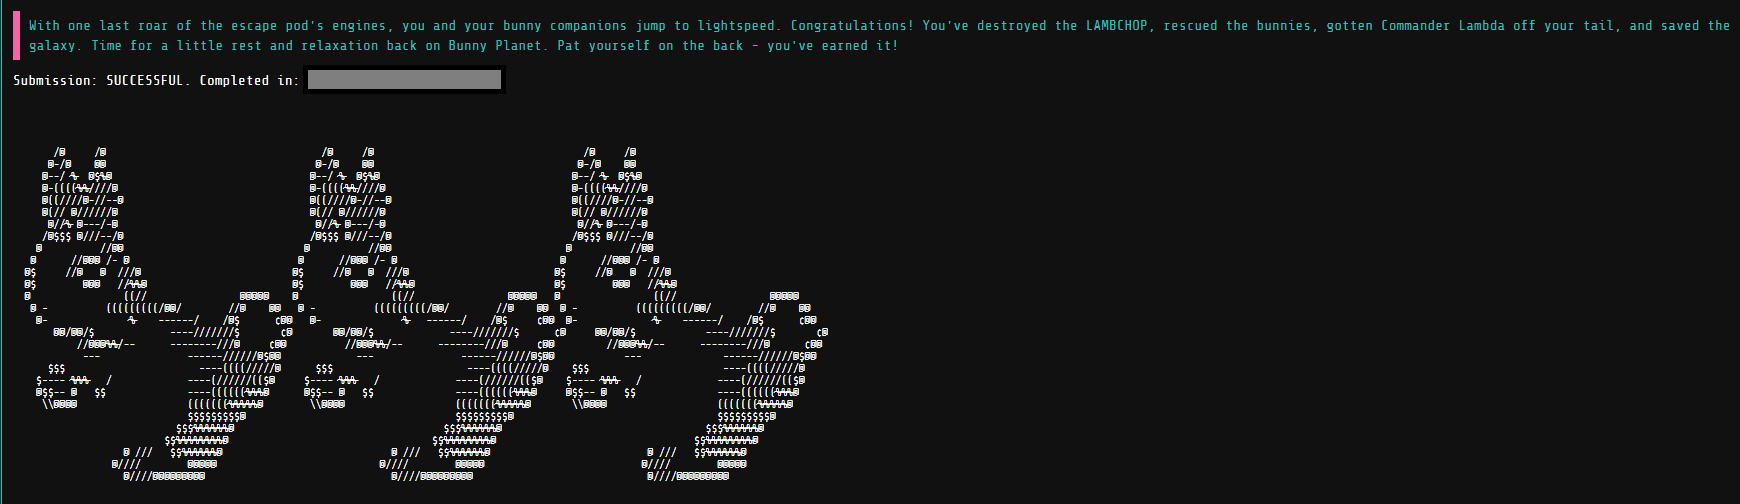 With one last roar of the escape pod's engines, you and your bunny companions jump to lightspeed. Congratulations! You've destroyed the LAMBCHOP, rescued the bunnies, gotten Commander Lambda off your tail, and saved the
galaxy. Time for a little rest and relaxation back on Bunny Planet. Pat yourself on the back - you've earned it!
Submission: SUCCESSFUL. Completed in: